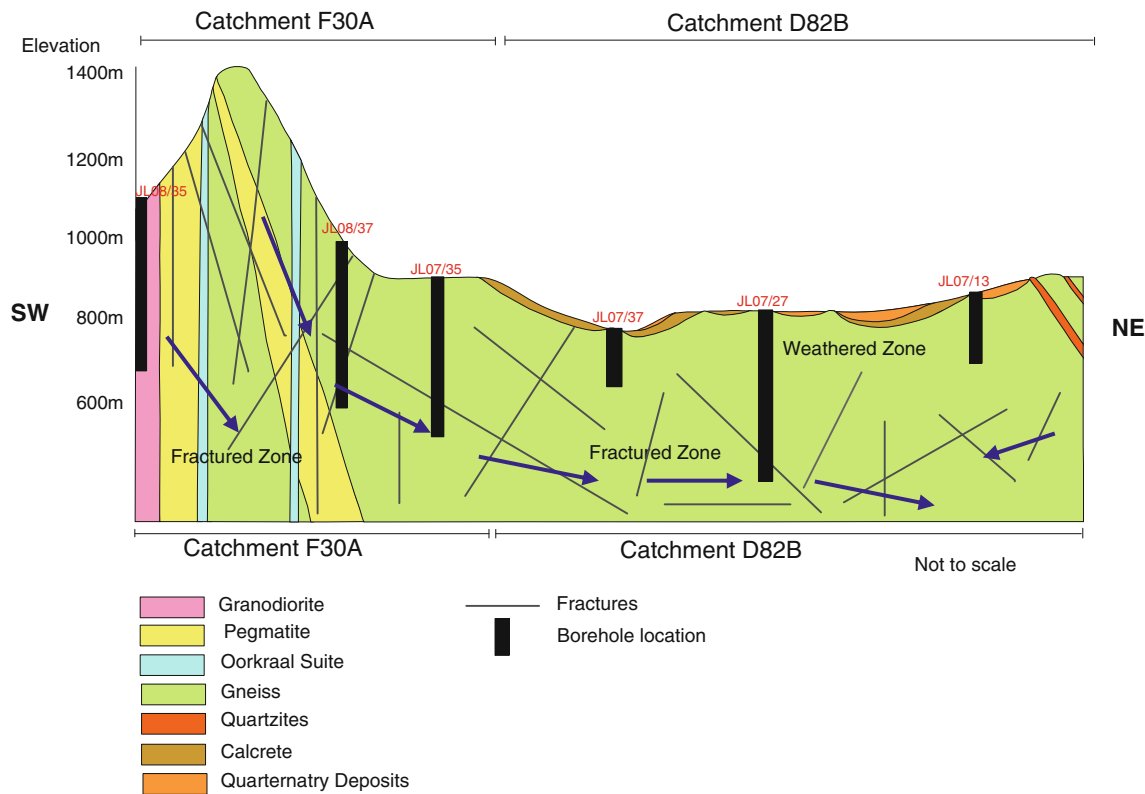 Catchment F30A
Catchment D82B
Elevation
1400m
1200m
JL08/35
1000m
JL08/37
JL07/35
JL07/13
JL07/27
SW
800m
JL07/37
NE
Weathered Zone
600m
Fractured Zone
Fractured Zone
Catchment F30A
Catchment D82B
Not to scale
Granodiorite
Fractures
Pegmatite
Borehole location
Oorkraal Suite
Gneiss
Quartzites
Calcrete
Quarternatry Deposits